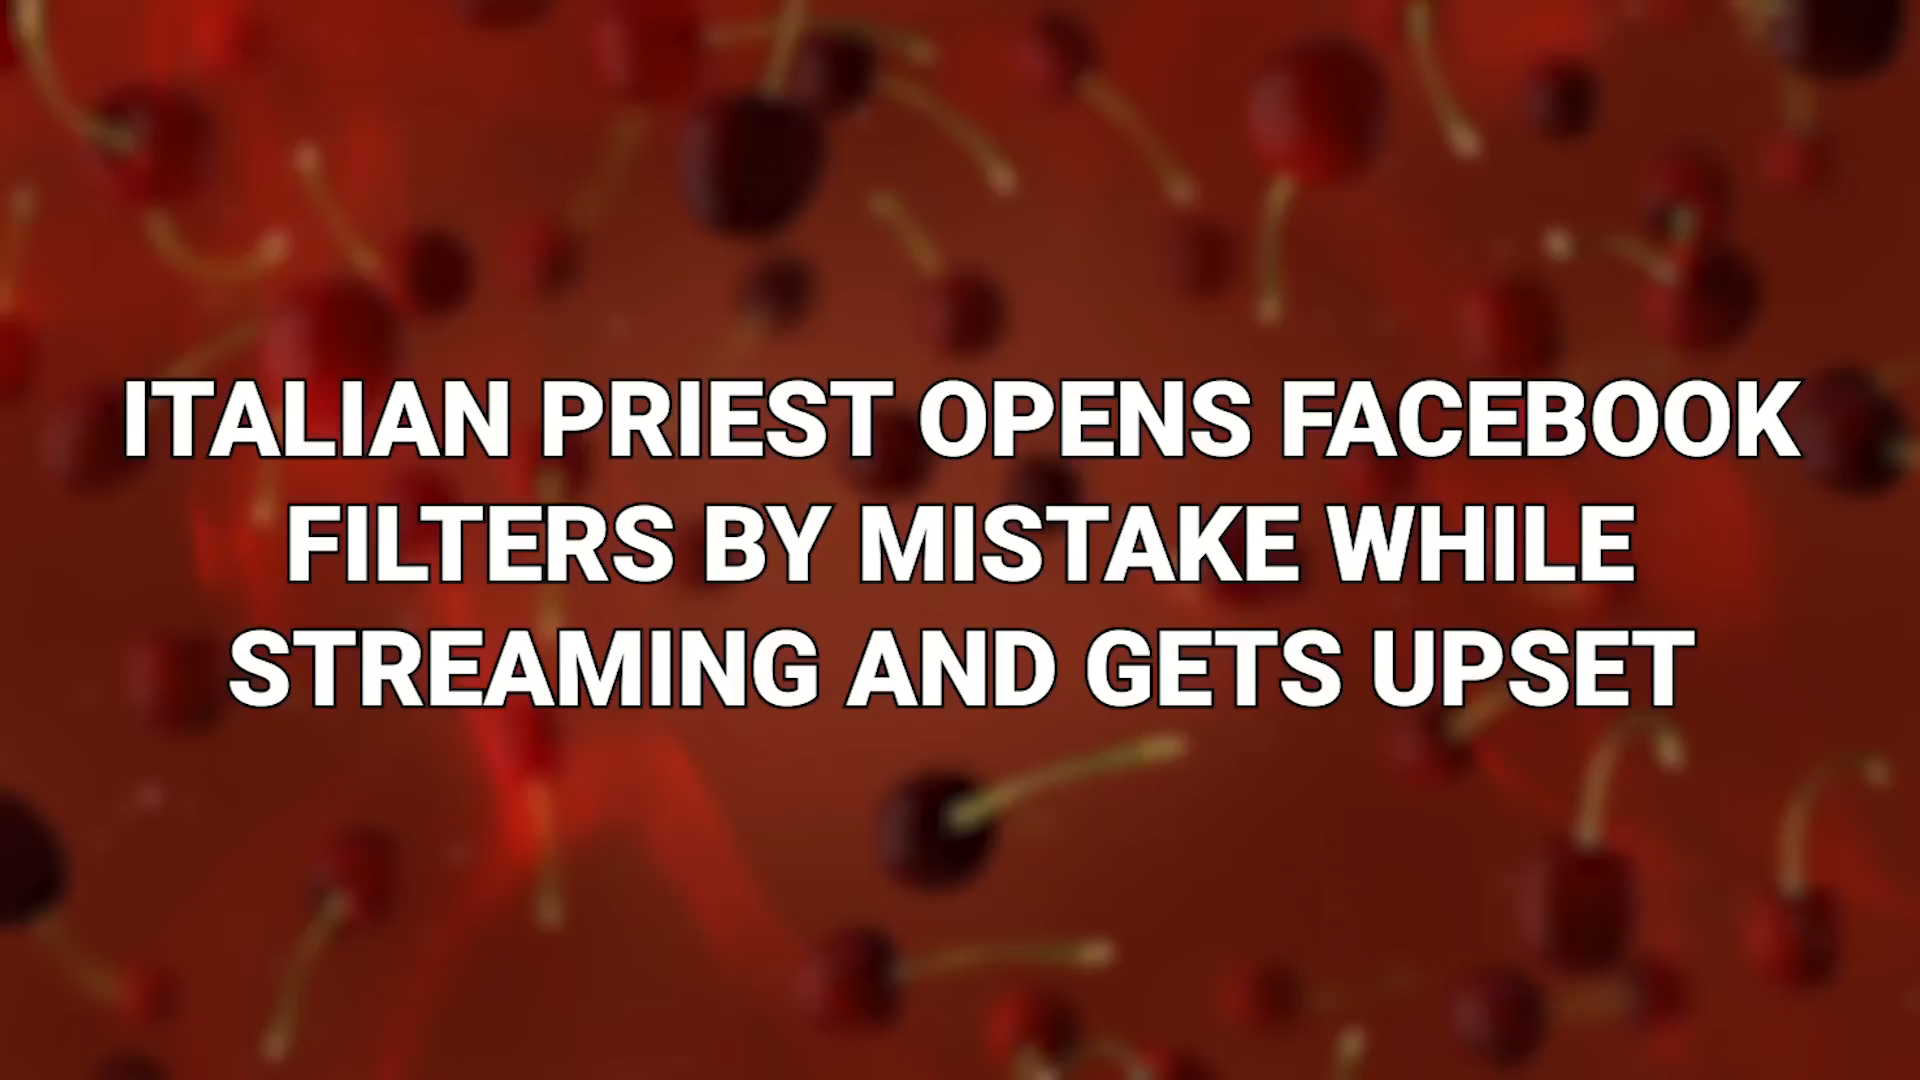 ITALIAN PRIEST OPENS FACEBOOK
FILTERS BY MISTAKE WHILE
STREAMING AND GETS UPSET